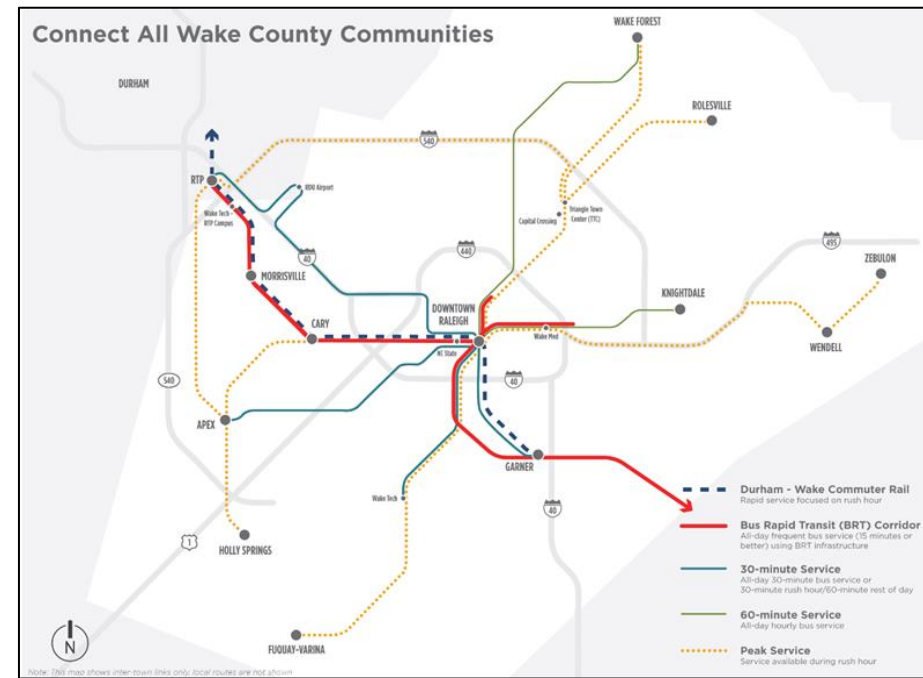 Connect All Wake County Communities
WAKE FOREST
DURHAM
ROLESVILLE
540
RTP
RDU Airport
Wake Tech -
RTP Campus
Capital Crossing
Triangle Town
Center (TTC)
40
440
495
ZEBULON
MORRISVILLE
KNIGHTDALE
DOWNTOWN
RALEIGH
CARY
Wake Med
WENDELL
NC State
540
40
APEX
GARNER
Wake Tech
40
1
HOLLY SPRINGS
N
FUQUAY-VARINA
Durham - Wake Commuter Rail
Rapid service focused on rush hour
Bus Rapid Transit (BRT) Corridor
All-day frequent bus service (15 minutes or
better) using BRT infrastructure
30-minute Service
All-day 30-minute bus service or
30-minute rush hour/60-minute rest of day
60-minute Service
All-day hourly bus service
Peak Service
Service available during rush hour
Note: This map shows inter-town links only, local routes are not shown